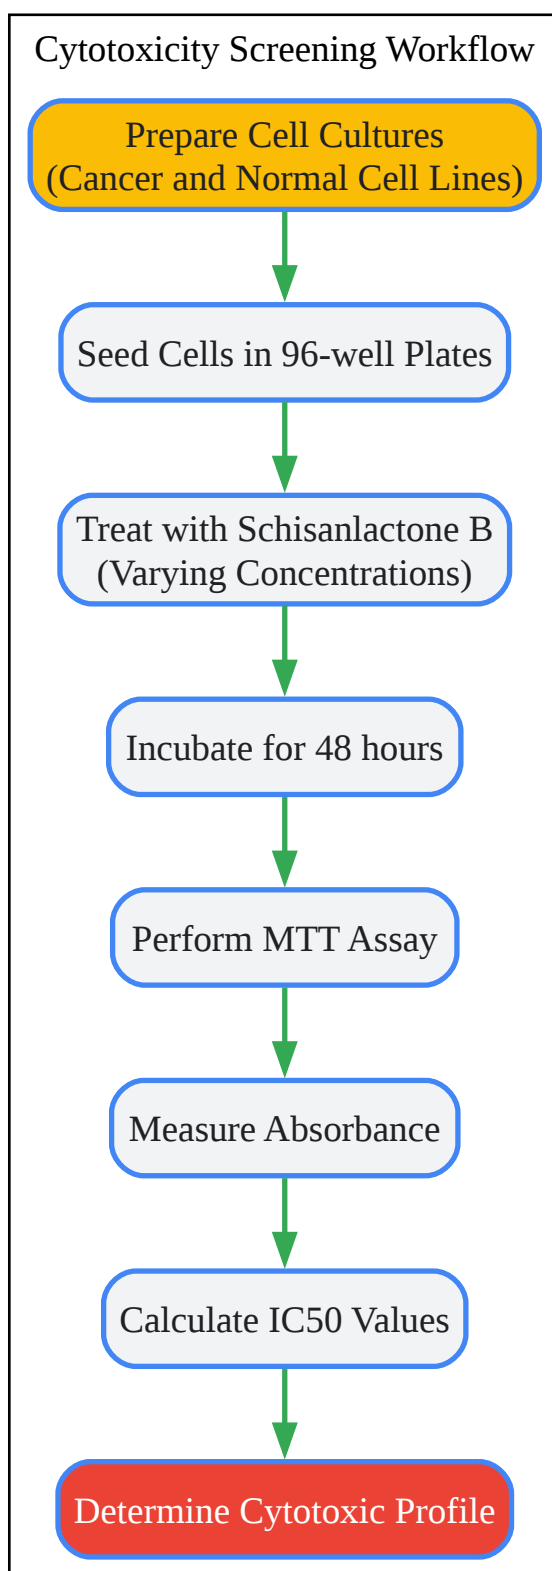 Cytotoxicity Screening Workflow
Prepare Cell Cultures
(Cancer and Normal Cell Lines)
Seed Cells in 96-well Plates
Treat with Schisanlactone B
(Varying Concentrations)
Incubate for 48 hours
Perform MTT Assay
Measure Absorbance
Calculate IC50 Values
Determine Cytotoxic Profile